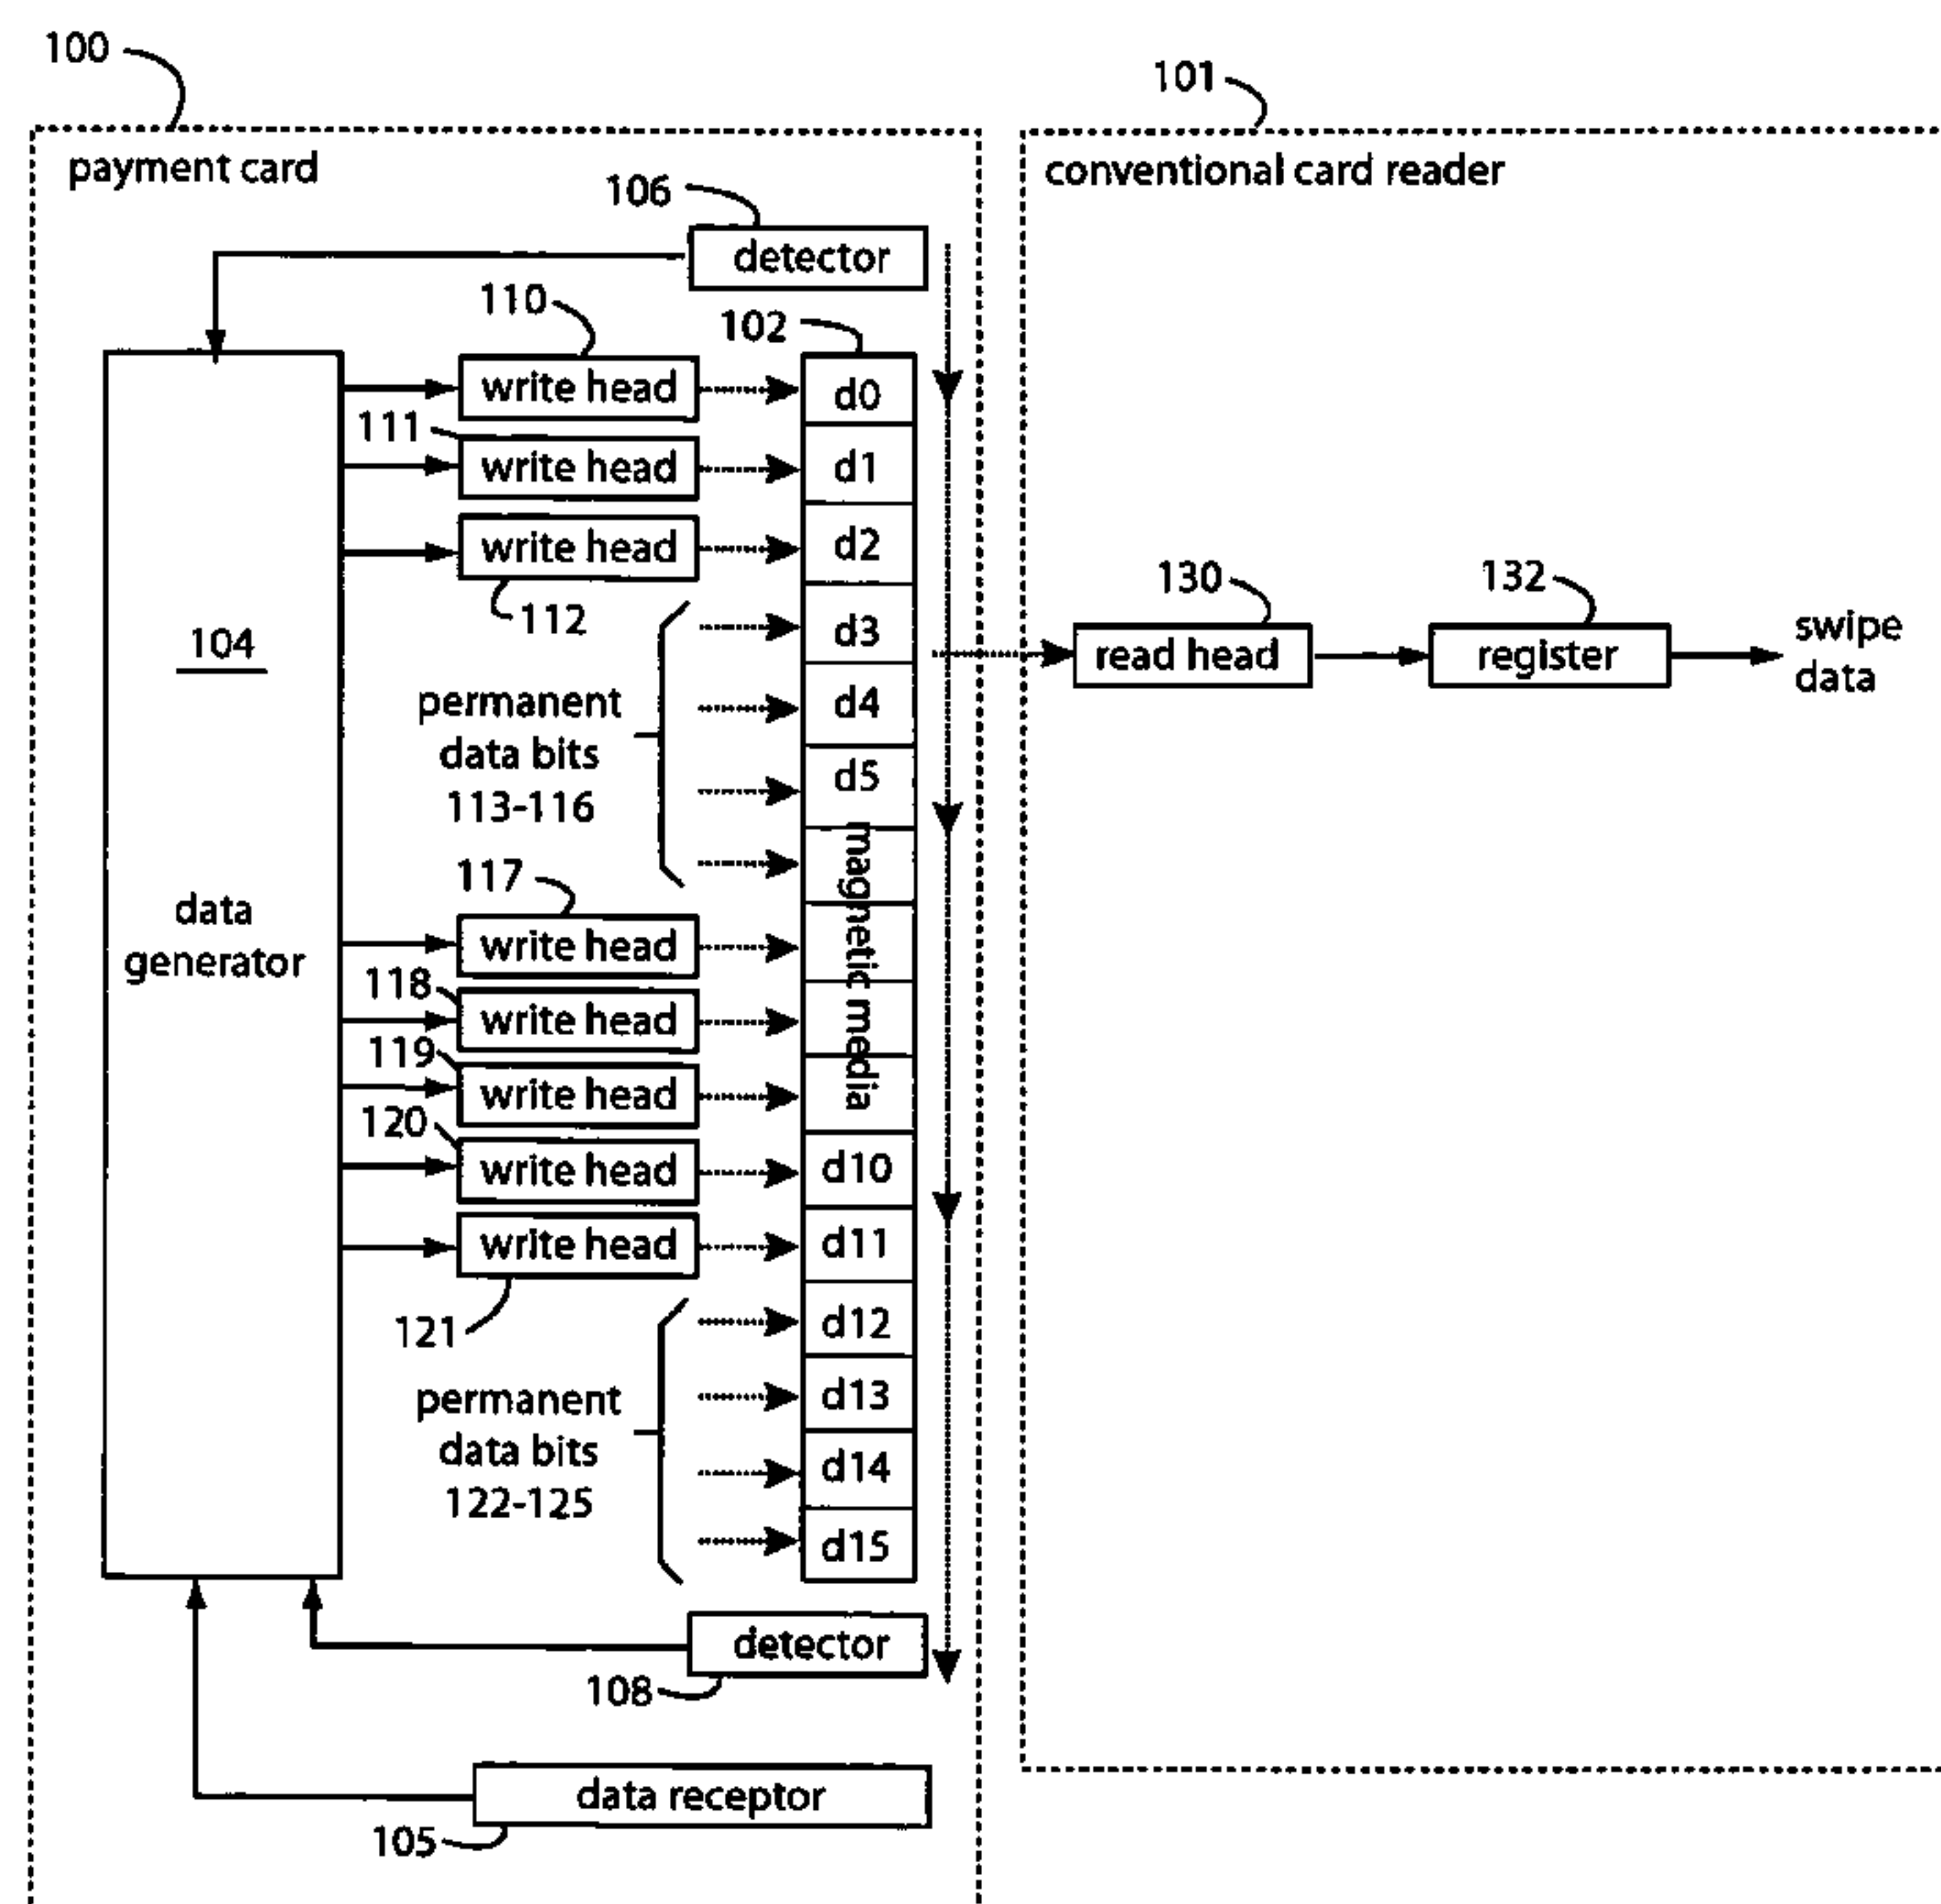 100
101
payment card
conventional card reader
106
detector
110
102
write head
d0
111
write head
d1
write head
d2
112
130
132
104
d3
read head
register
swipe
data
permanent
data bits
113-116
d4
d5
magnetic media
117
data
generator
write head
118
write head
119
write head
120
write head
d10
write head
d11
121
d12
permanent
data bits
122-125
d13
d14
d15
detector
108
data receptor
105